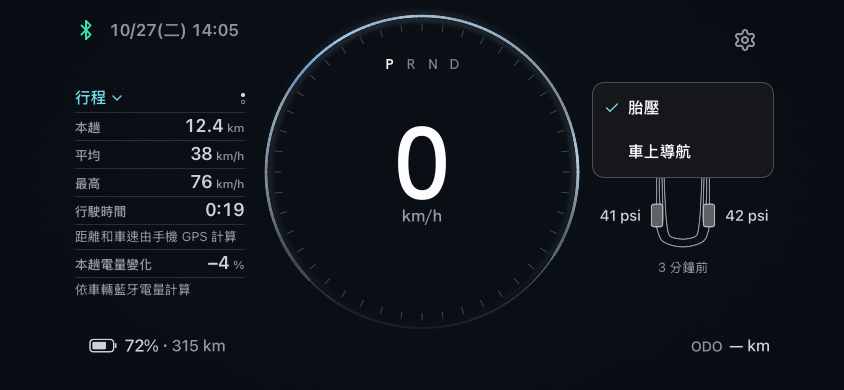 10/27(二) 14:05
P R N D
行程
本趟 12.4 km
平均 38 km/h
最高 76 km/h
行駛時間 0:19
距離和車速由手機 GPS 計算
本趟電量變化 –4 %
依車輛藍牙電量計算
0
km/h
胎壓
車上導航
41 psi 42 psi
3 分鐘前
72% · 315 km
ODO — km